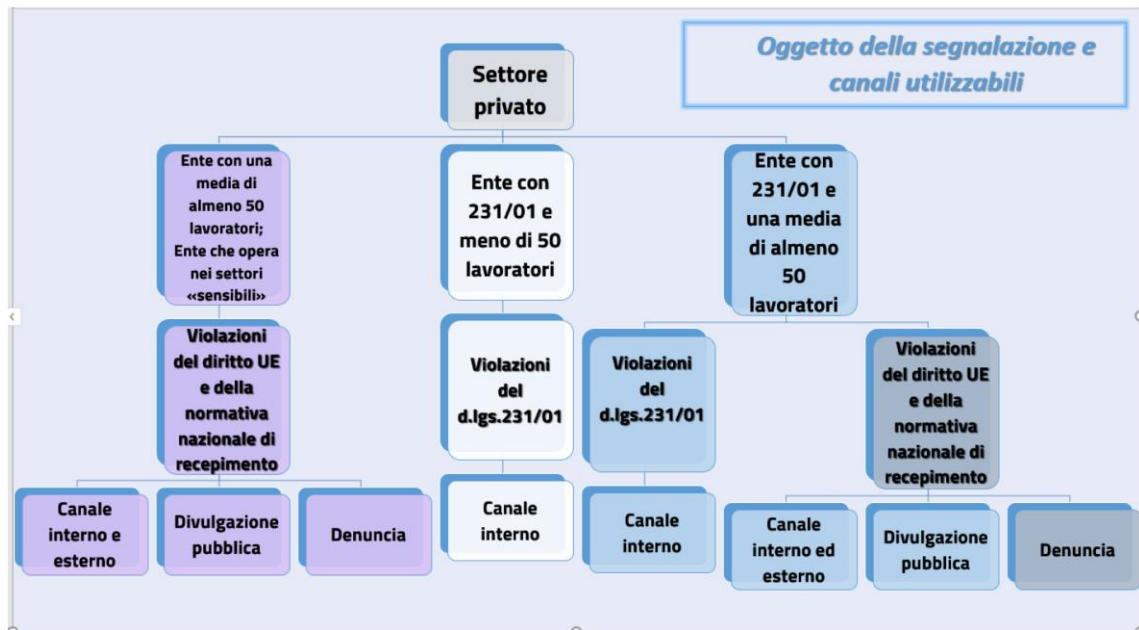 Oggetto della segnalazione e
canali utilizzabili
Settore
privato
Ente con una
media di
almeno 50
lavoratori;
Ente che opera
nei settori
«sensibili»
Ente con
231/01 e
meno di 50
lavoratori
Ente con
231/01 e
una media
di almeno
50
lavoratori
Violazioni
del diritto UE
e della
normativa
nazionale di
recepimento
Violazioni
del
d.lgs.231/01
Violazioni
del
d.lgs.231/01
Violazioni
del diritto UE
e della
normativa
nazionale di
recepimento
Canale
interno e
esterno
Divulgazione
pubblica
Denuncia
Canale
interno
Canale
interno
Canale
interno ed
esterno
Divulgazione
pubblica
Denuncia